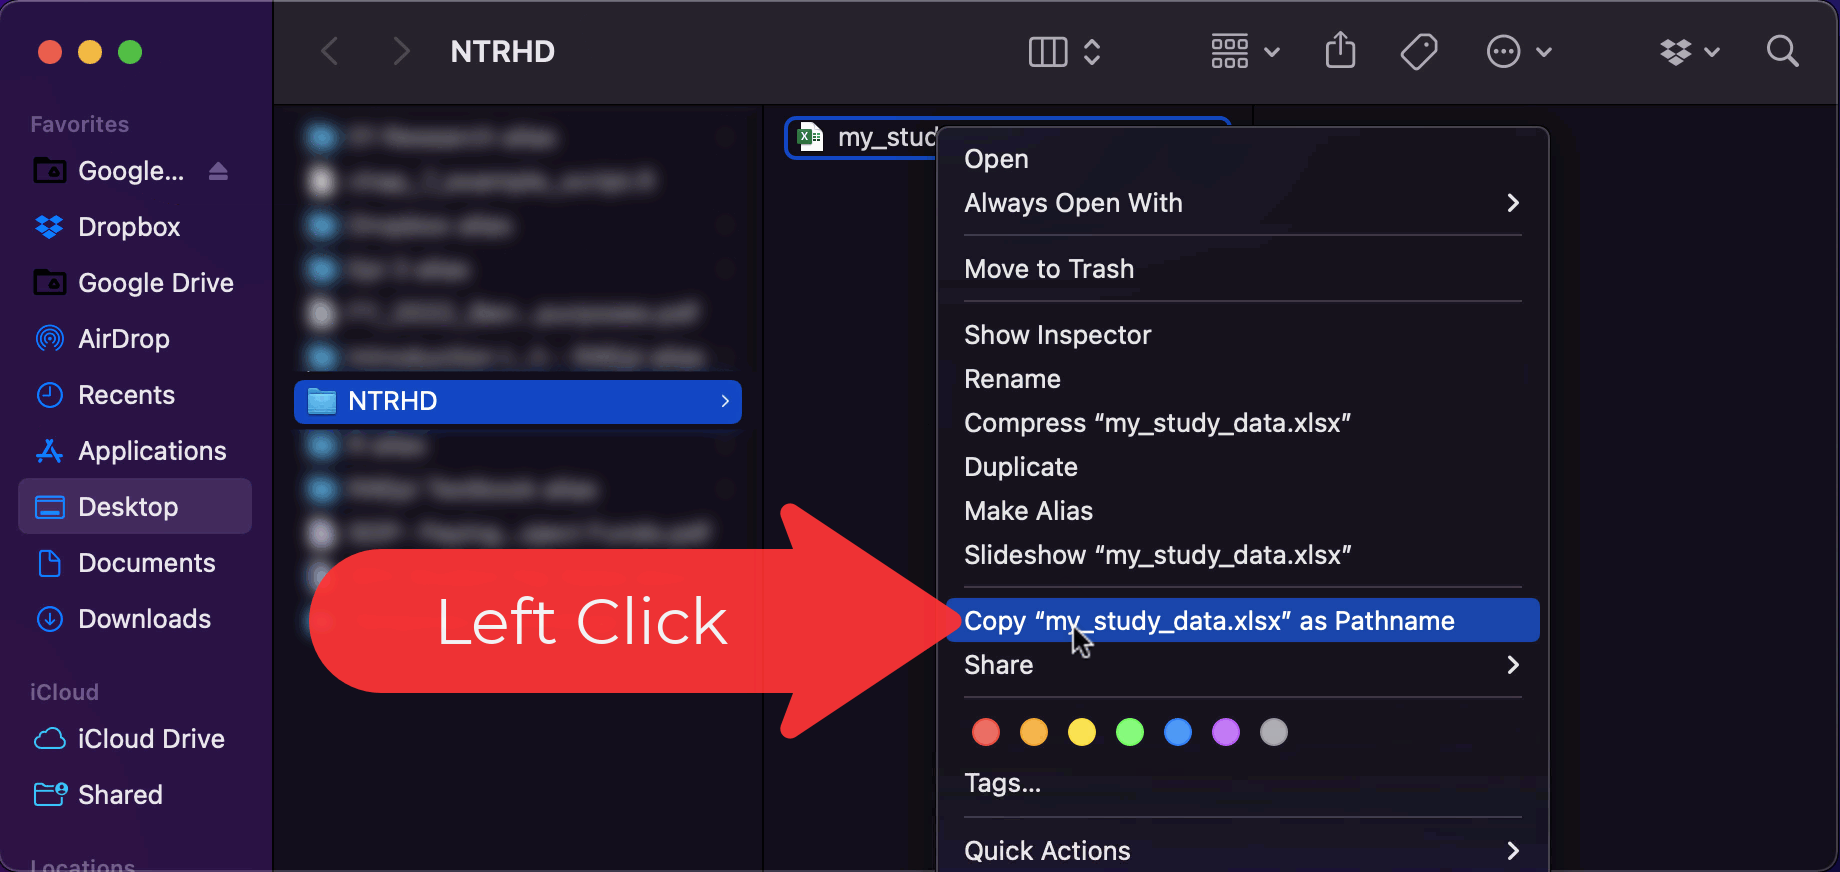 NTRHD
Favorites
Google...
Dropbox
Google Drive
AirDrop
Recents
Applications
Desktop
Documents
Downloads
iCloud
iCloud Drive
Shared
Locations
NTRHD
my_stud
Open
Always Open With
Move to Trash
Show Inspector
Rename
Compress “my_study_data.xlsx”
Duplicate
Make Alias
Slideshow “my_study_data.xlsx”
Left Click
Copy “my_study_data.xlsx” as Pathname
Share
Tags...
Quick Actions